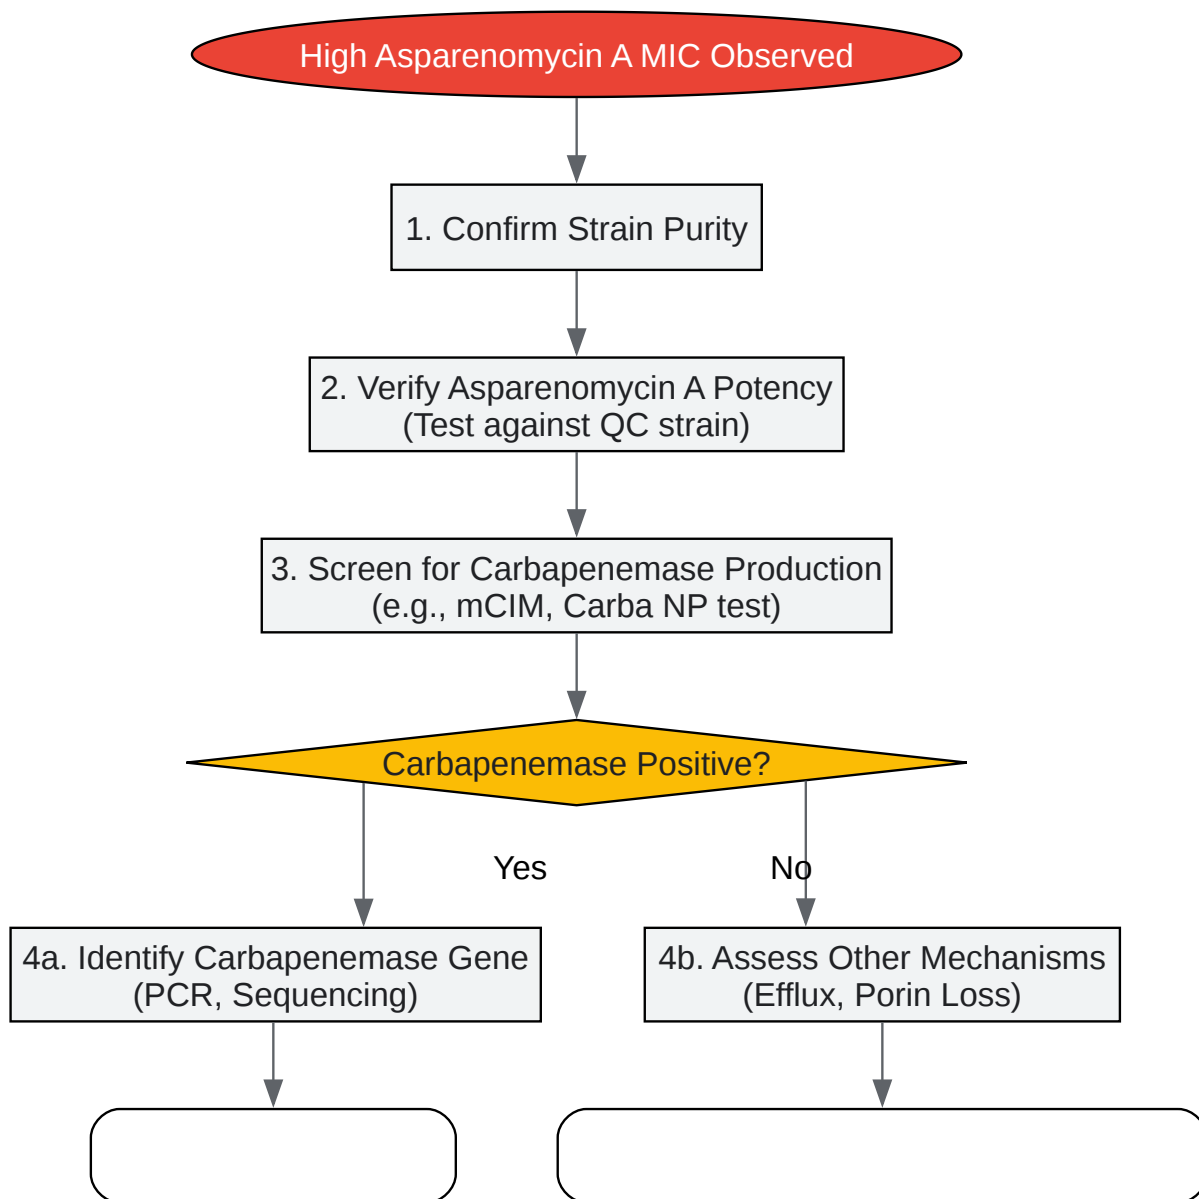 High Asparenomycin A MIC Observed
1. Confirm Strain Purity
2. Verify Asparenomycin A Potency
(Test against QC strain)
3. Screen for Carbapenemase Production
(e.g., mCIM, Carba NP test)
Carbapenemase Positive?
Yes
No
4a. Identify Carbapenemase Gene
(PCR, Sequencing)
4b. Assess Other Mechanisms
(Efflux, Porin Loss)